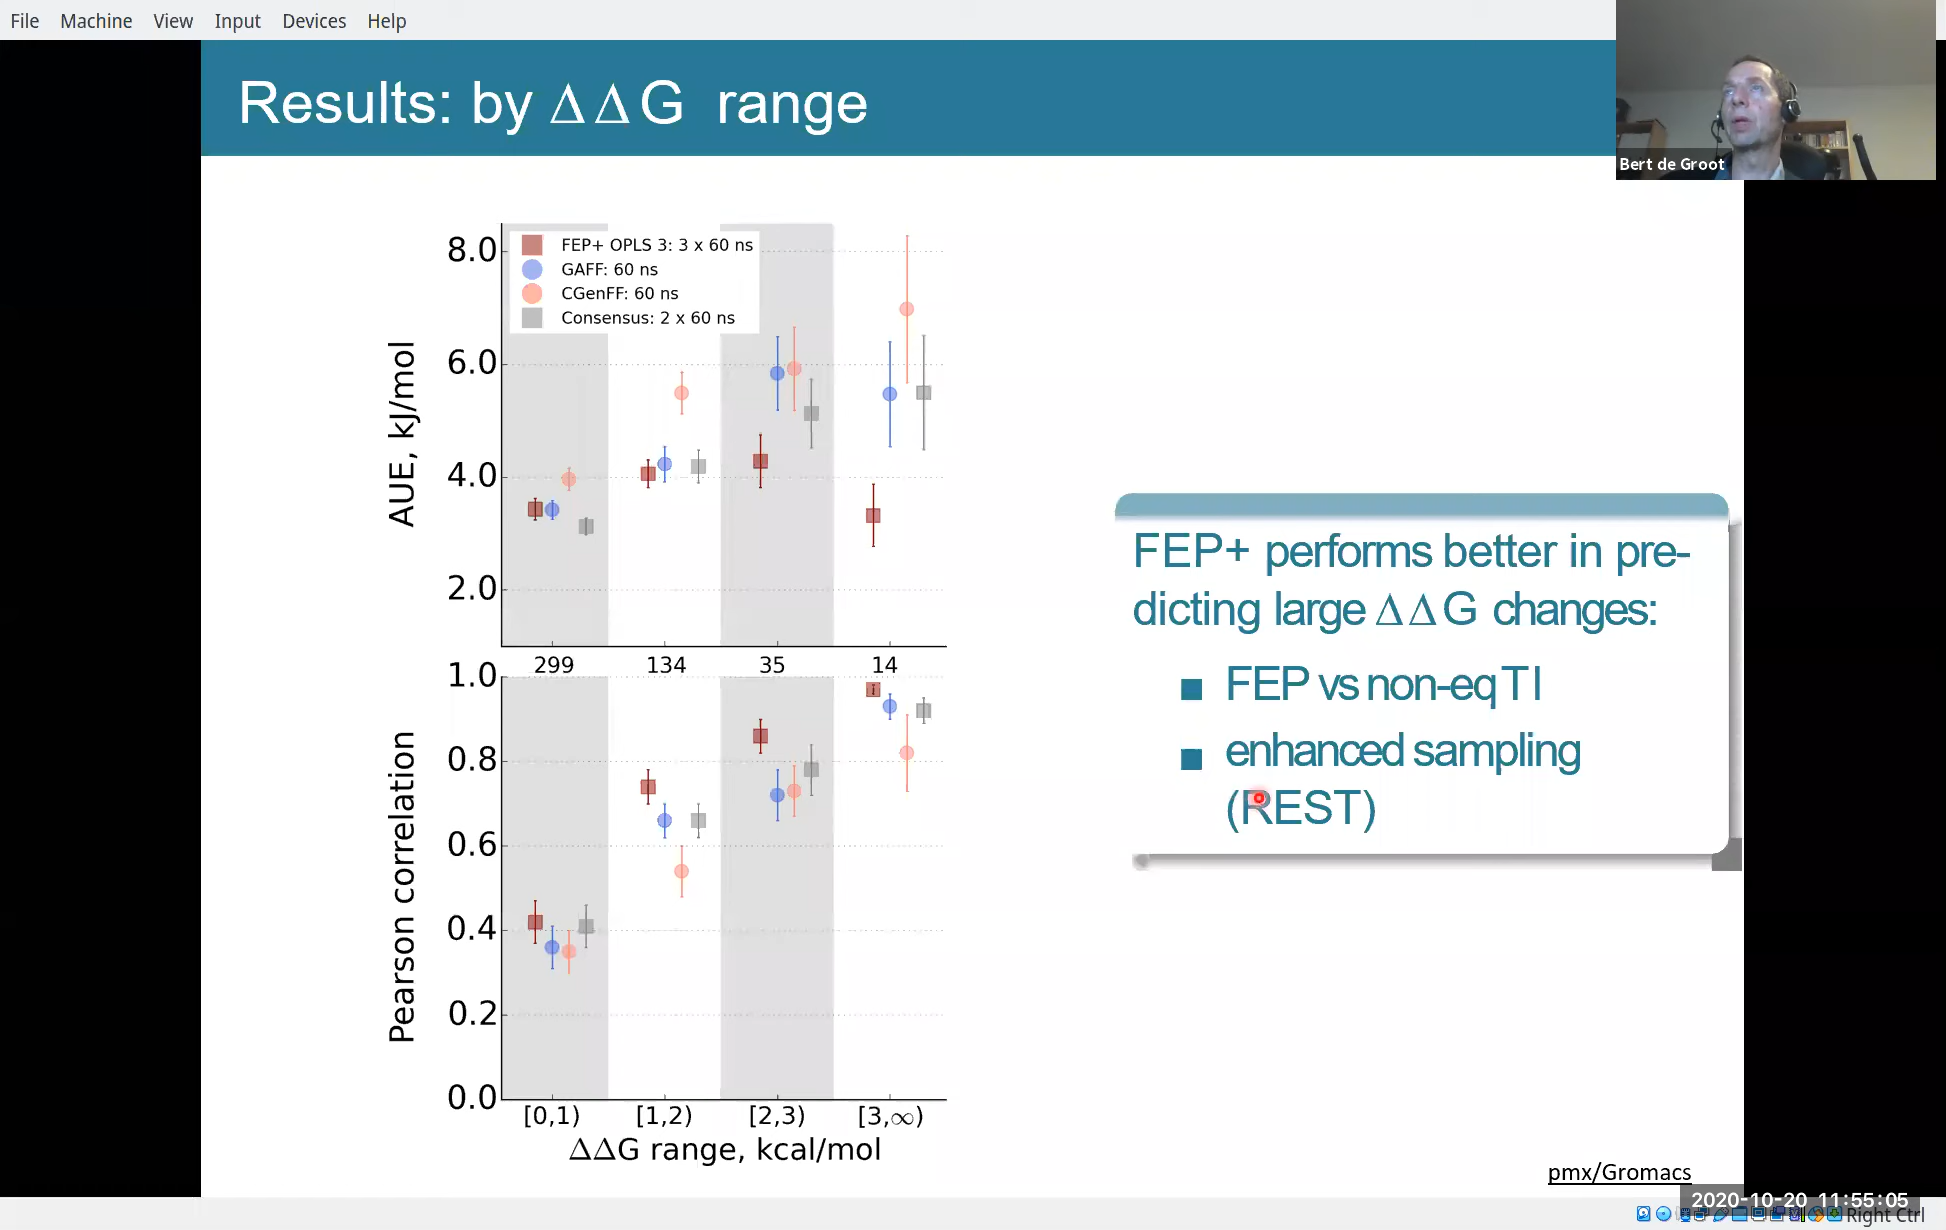 File Machine View Input Devices Help
Results: by ΔΔG range
Bert de Groot
FEP+ OPLS 3: 3 x 60 ns
GAFF: 60 ns
CGenFF: 60 ns
Consensus: 2 x 60 ns
8.0
6.0
4.0
2.0
AUE, kJ/mol
299 134 35 14
1.0
0.8
0.6
0.4
0.2
0.0
Pearson correlation
[0,1) [1,2) [2,3) [3,∞)
ΔΔG range, kcal/mol
FEP+ performs better in pre-
dicting large ΔΔG changes:
FEP vs non-eq TI
enhanced sampling
(REST)
pmx/Gromacs
2020-10-20 11:55:05
Right Ctrl